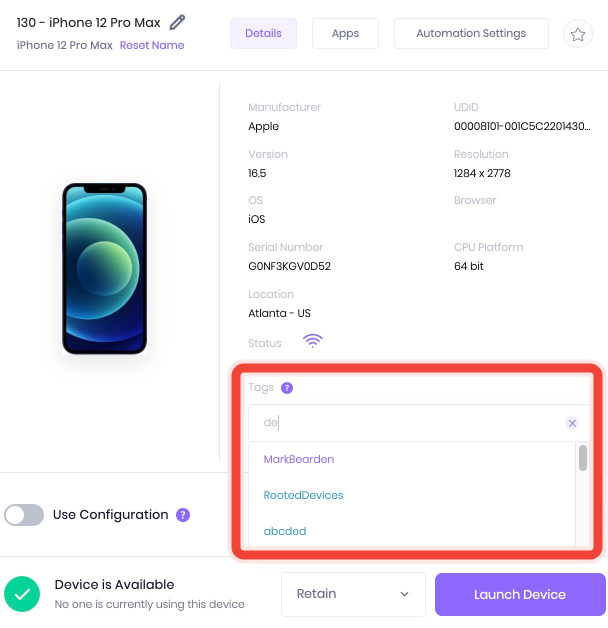 130 - iPhone 12 Pro Max
iPhone 12 Pro Max Reset Name
Details
Apps
Automation Settings
Manufacturer
Apple
UDID
00008101-001C5C2201430...
Version
16.5
Resolution
1284 x 2778
OS
iOS
Browser
Serial Number
G0NF3KGV0D52
CPU Platform
64 bit
Location
Atlanta - US
Status
Tags ?
de
MarkBearden
RootedDevices
abcded
Use Configuration ?
Device is Available
No one is currently using this device
Retain
Launch Device